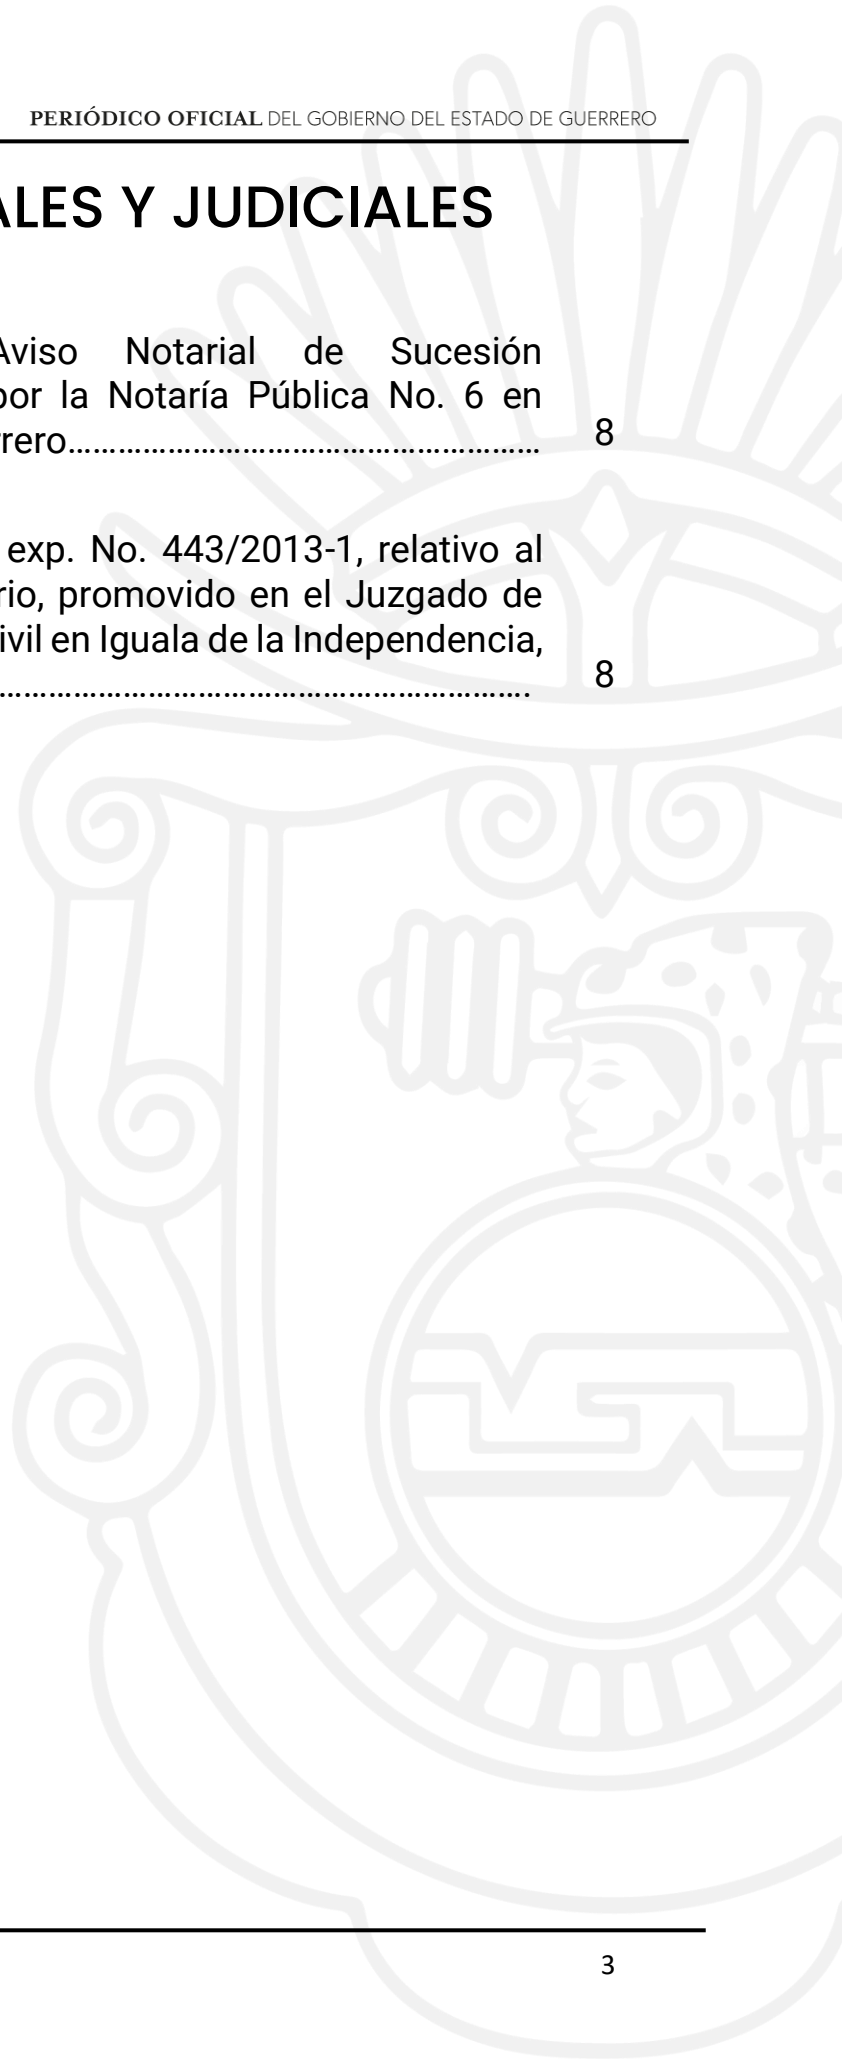 PERIÓDICO OFICIAL DEL GOBIERNO DEL ESTADO DE GUERRERO
ALES Y JUDICIALES
Aviso Notarial de Sucesión
por la Notaría Pública No. 6 en
rrero……………………………………………… 8
exp. No. 443/2013-1, relativo al
rio, promovido en el Juzgado de
ivil en Iguala de la Independencia,
………………………………………………………. 8
3